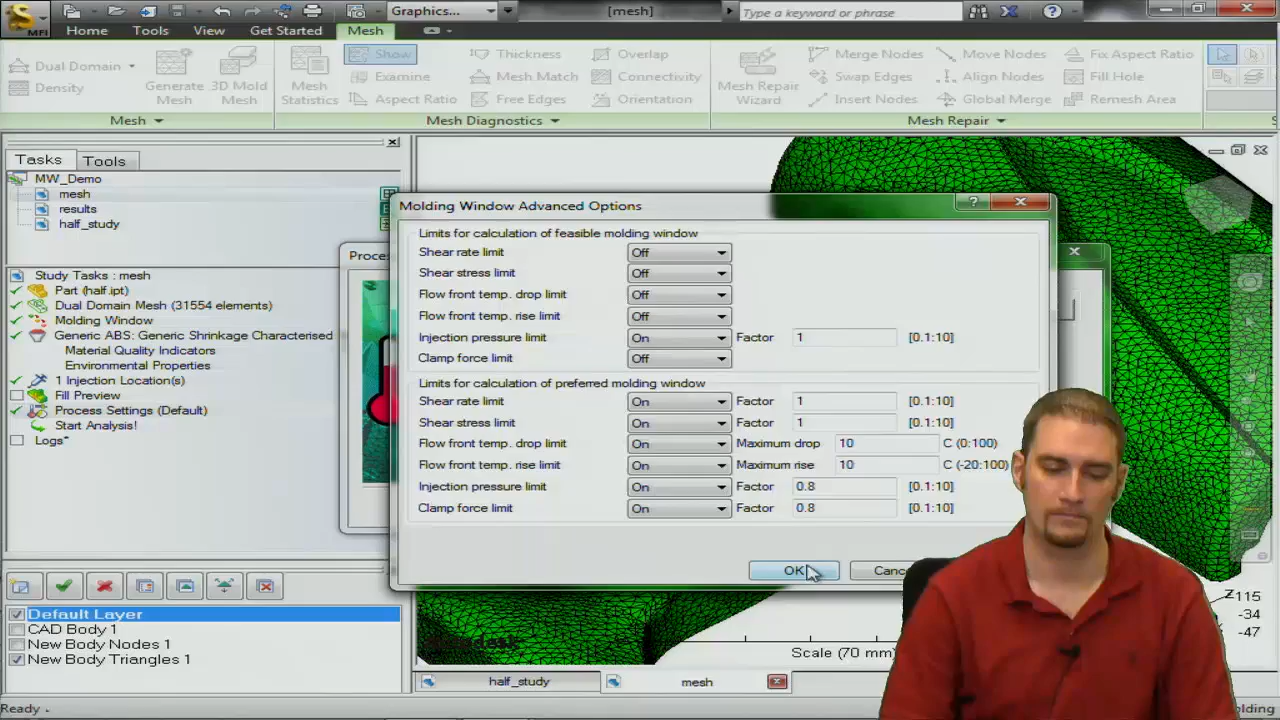 Graphics...
[mesh]
Type a keyword or phrase
MFI
Home
Tools
View
Get Started
Mesh
Dual Domain
Density
Generate
Mesh
3D Mold
Mesh
Mesh
Mesh
Statistics
Show
Examine
Aspect Ratio
Thickness
Mesh Match
Free Edges
Overlap
Connectivity
Orientation
Mesh Diagnostics
Mesh Repair
Wizard
Merge Nodes
Swap Edges
Insert Nodes
Move Nodes
Align Nodes
Global Merge
Fix Aspect Ratio
Fill Hole
Remesh Area
Mesh Repair
Tasks
Tools
MW_Demo
mesh
results
half_study
Study Tasks : mesh
Part (half.ipt)
Dual Domain Mesh (31554 elements)
Molding Window
Generic ABS: Generic Shrinkage Characterised
Material Quality Indicators
Environmental Properties
1 Injection Location(s)
Fill Preview
Process Settings (Default)
Start Analysis!
Logs*
Default Layer
CAD Body 1
New Body Nodes 1
New Body Triangles 1
Ready
Proces
Molding Window Advanced Options
Limits for calculation of feasible molding window
Shear rate limit Off
Shear stress limit Off
Flow front temp. drop limit Off
Flow front temp. rise limit Off
Injection pressure limit On Factor 1 [0.1:10]
Clamp force limit Off
Limits for calculation of preferred molding window
Shear rate limit On Factor 1 [0.1:10]
Shear stress limit On Factor 1 [0.1:10]
Flow front temp. drop limit On Maximum drop 10 C (0:100)
Flow front temp. rise limit On Maximum rise 10 C (-20:100)
Injection pressure limit On Factor 0.8 [0.1:10]
Clamp force limit On Factor 0.8 [0.1:10]
OK
Canc
Scale (70 mm)
Z
115
-34
-47
half_study
mesh